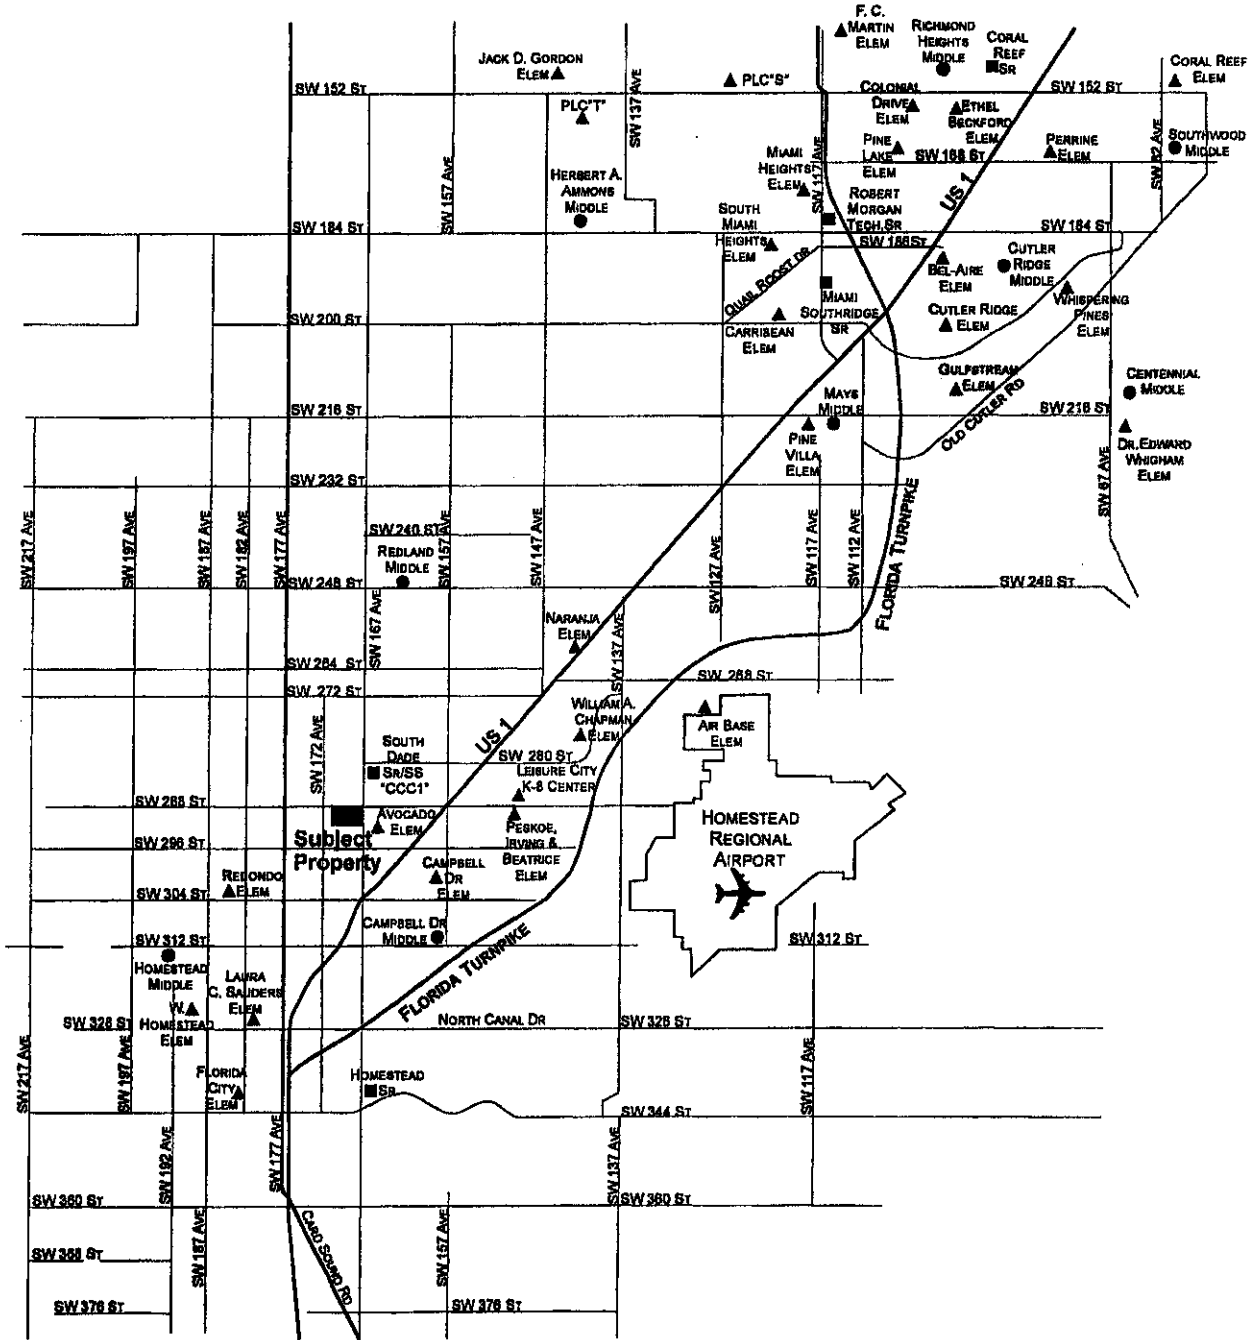 F. C.
MARTIN
ELEM
RICHMOND
HEIGHTS
MIDDLE
CORAL
REEF
SR
JACK D. GORDON
ELEM
CORAL REEF
ELEM
SW 152 ST
PLC"S"
SW 152 ST
PLC"T"
SW 137 AVE
COLONIAL
DRIVE
ELEM
ETHEL
BECKFORD
ELEM
SW 82 AVE
SOUTHWOOD
MIDDLE
PINE
LAKE
ELEM
SW 168 ST
PERRINE
ELEM
MIAMI
HEIGHTS
ELEM
SW 117 AVE
SW 157 AVE
HERBERT A.
AMMONS
MIDDLE
US 1
ROBERT
MORGAN
TECH.SR
SOUTH
MIAMI
HEIGHTS
ELEM
SW 184 ST
SW 184 ST
SW 186 ST
QUAIL ROOST DR
BEL-AIRE
ELEM
CUTLER
RIDGE
MIDDLE
MIAMI
SOUTHRIDGE
SR
WHISPERING
PINES
ELEM
CUTLER RIDGE
ELEM
SW 200 ST
CARRIBEAN
ELEM
GULFSTREAM
ELEM
CENTENNIAL
MIDDLE
OLD CUTLER RD
MAYS
MIDDLE
SW 216 ST
SW 216 ST
PINE
VILLA
ELEM
DR. EDWARD
WHIGHAM
ELEM
SW 67 AVE
SW 232 ST
FLORIDA TURNPIKE
SW 217 AVE
SW 197 AVE
SW 187 AVE
SW 182 AVE
SW 177 AVE
SW 240 ST
SW 157 AVE
SW 147 AVE
SW 127 AVE
SW 117 AVE
SW 112 AVE
REDLAND
MIDDLE
SW 248 ST
SW 248 ST
SW 167 AVE
NARANJA
ELEM
SW 137 AVE
SW 264 ST
SW 268 ST
SW 272 ST
WILLIAM A.
CHAPMAN
ELEM
AIR BASE
ELEM
US 1
SW 172 AVE
SOUTH
DADE
SR/SS
"CCC1"
SW 280 ST
LEISURE CITY
K-8 CENTER
SW 288 ST
AVOCADO
ELEM
PESKOE,
IRVING &
BEATRICE
ELEM
HOMESTEAD
REGIONAL
AIRPORT
Subject
Property
SW 296 ST
REDONDO
ELEM
CAMPBELL
DR
ELEM
SW 304 ST
CAMPBELL DR
MIDDLE
SW 312 ST
SW 312 ST
HOMESTEAD
MIDDLE
LAURA
C. SAUNDERS
ELEM
FLORIDA TURNPIKE
W.
HOMESTEAD
ELEM
SW 328 ST
NORTH CANAL DR
SW 328 ST
SW 217 AVE
SW 197 AVE
FLORIDA
CITY
ELEM
HOMESTEAD
SR
SW 117 AVE
SW 344 ST
SW 192 AVE
SW 177 AVE
SW 137 AVE
SW 360 ST
SW 360 ST
SW 187 AVE
CARD SOUND RD
SW 157 AVE
SW 368 ST
SW 376 ST
SW 376 ST